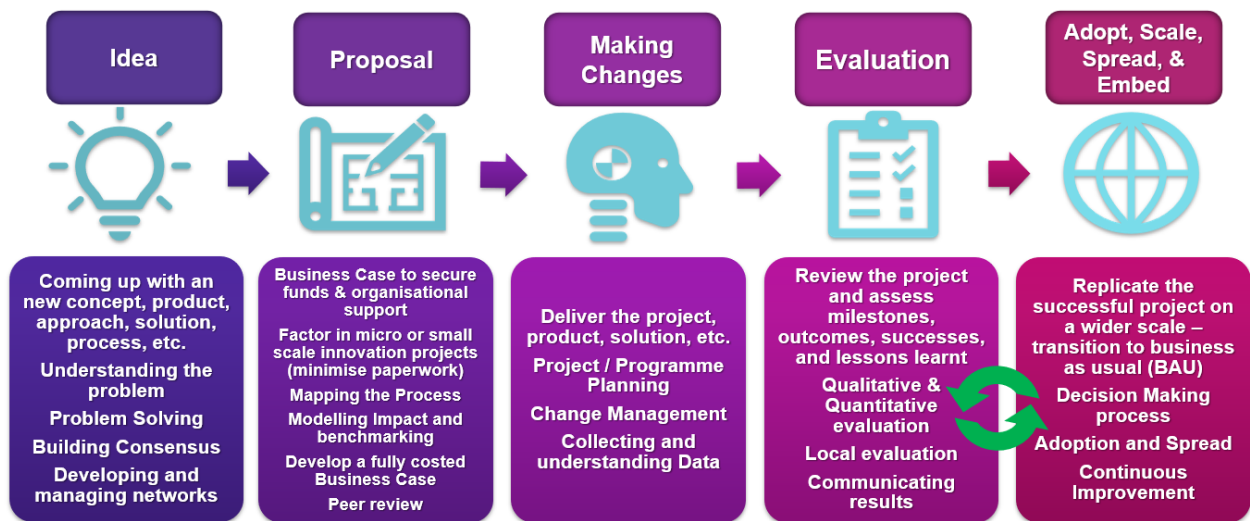 Idea
Proposal
Making
Changes
Evaluation
Adopt, Scale,
Spread, &
Embed
Coming up with an
new concept, product,
approach, solution,
process, etc.
Understanding the
problem
Problem Solving
Building Consensus
Developing and
managing networks
Business Case to secure
funds & organisational
support
Factor in micro or small
scale innovation projects
(minimise paperwork)
Mapping the Process
Modelling Impact and
benchmarking
Develop a fully costed
Business Case
Peer review
Deliver the project,
product, solution, etc.
Project / Programme
Planning
Change Management
Collecting and
understanding Data
Review the project
and assess
milestones,
outcomes, successes,
and lessons learnt
Qualitative &
Quantitative
evaluation
Local evaluation
Communicating
results
Replicate the
successful project on
a wider scale –
transition to business
as usual (BAU)
Decision Making
process
Adoption and Spread
Continuous
Improvement